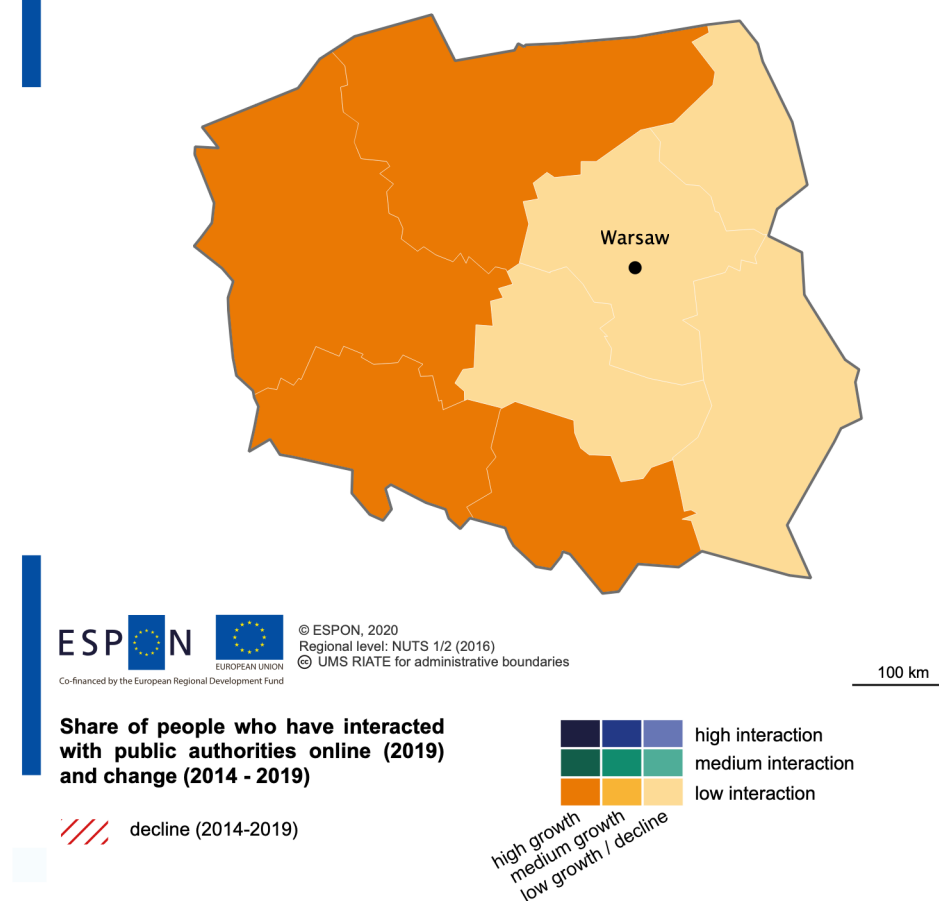 Warsaw
ESPON
EUROPEAN UNION
Co-financed by the European Regional Development Fund
© ESPON, 2020
Regional level: NUTS 1/2 (2016)
cc UMS RIATE for administrative boundaries
100 km
Share of people who have interacted
with public authorities online (2019)
and change (2014 - 2019)
decline (2014-2019)
high interaction
medium interaction
low interaction
high growth
medium growth
low growth / decline